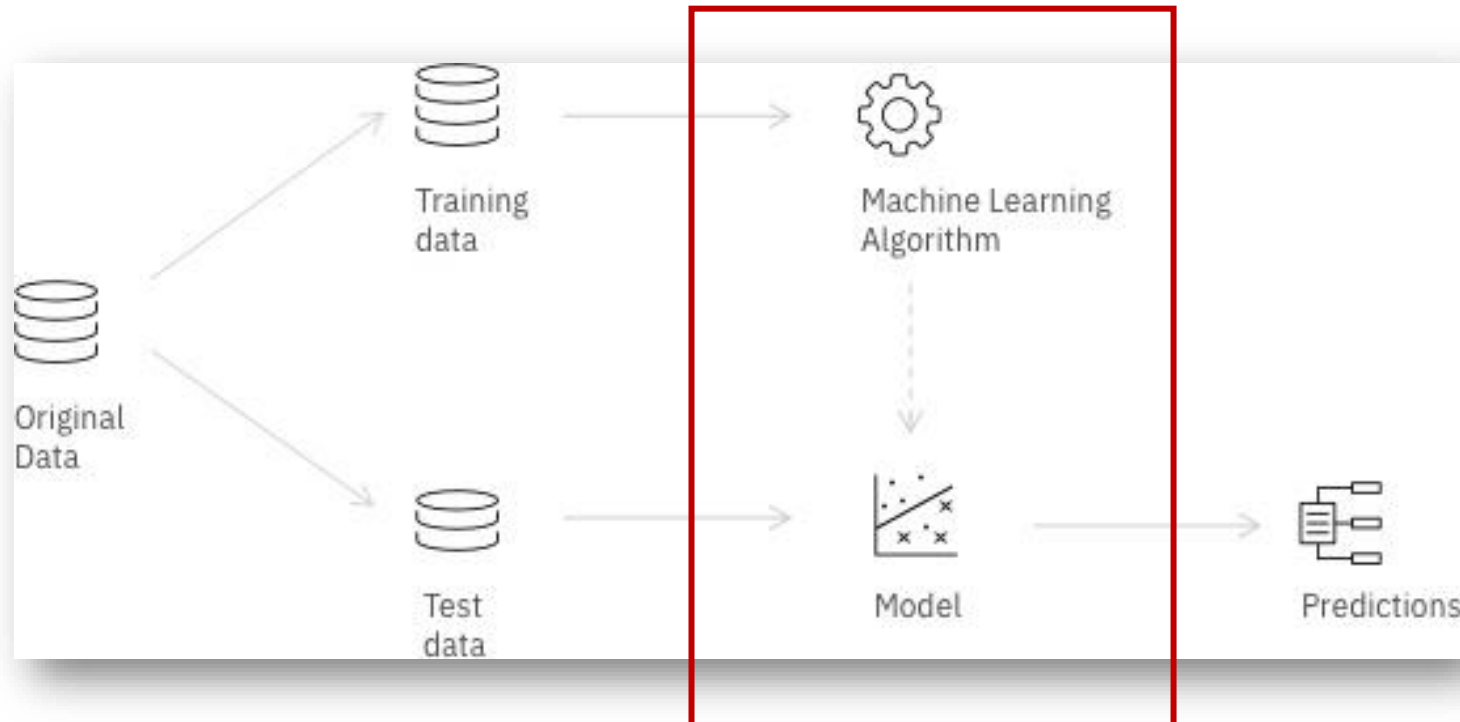 Training
data
Machine Learning
Algorithm
Original
Data
Test
data
Model
Predictions